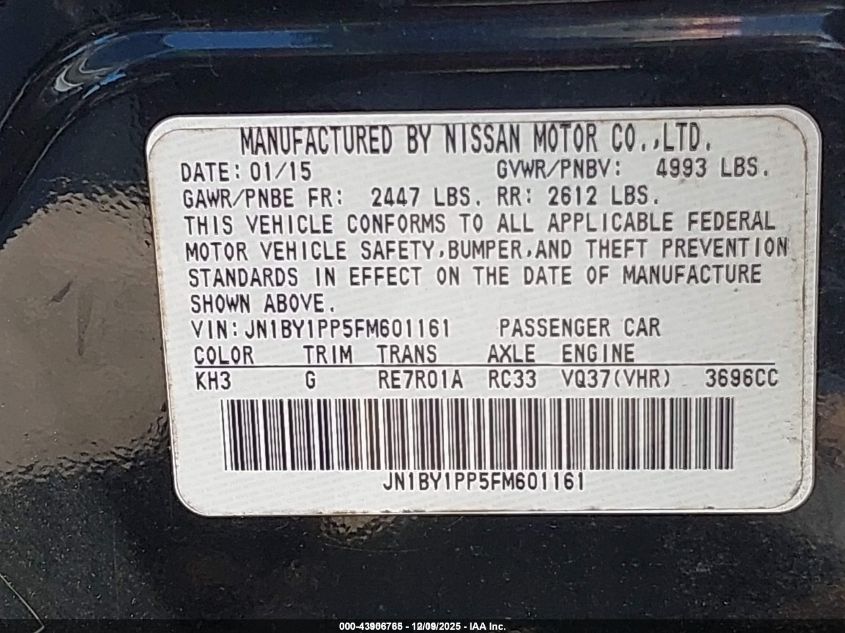 MANUFACTURED BY NISSAN MOTOR CO.,LTD.
DATE: 01/15 GVWR/PNBV: 4993 LBS.
GAWR/PNBE FR: 2447 LBS. RR: 2612 LBS.
THIS VEHICLE CONFORMS TO ALL APPLICABLE FEDERAL
MOTOR VEHICLE SAFETY,BUMPER,AND THEFT PREVENTION
STANDARDS IN EFFECT ON THE DATE OF MANUFACTURE
SHOWN ABOVE.
VIN:JN1BY1PP5FM601161 PASSENGER CAR
COLOR TRIM TRANS AXLE ENGINE
KH3 G RE7R01A RC33 VQ37(VHR) 3696CC
JN1BY1PP5FM601161
000-43906765 - 12/09/2025 - IAA Inc.